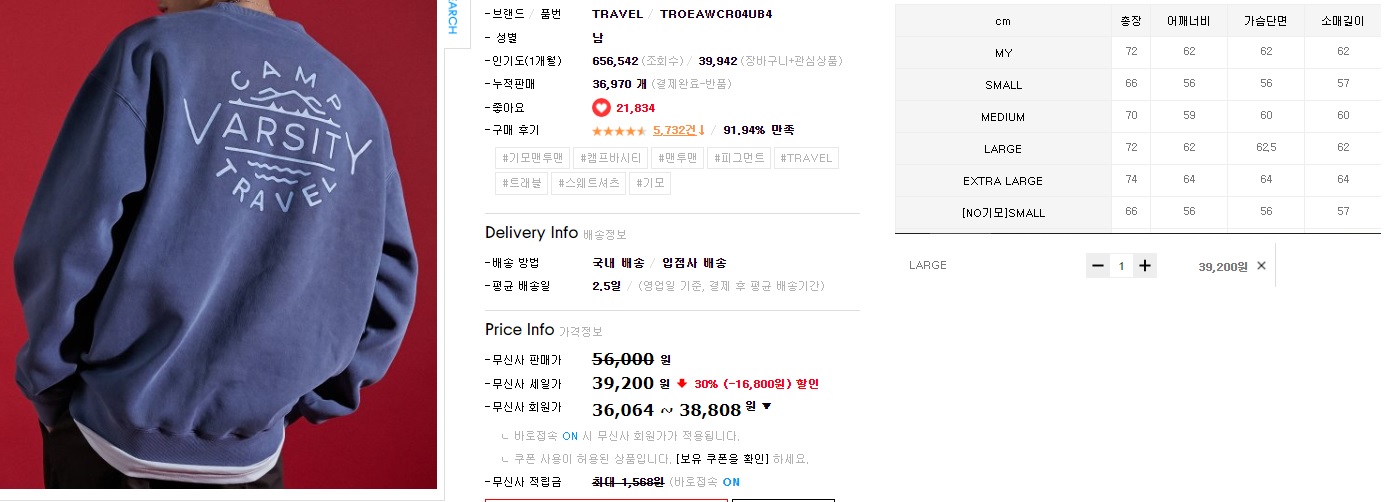 CAMP
VARSITY
TRAVEL
EARCH
-브랜드 / 품번 TRAVEL / TROEAWCR04UB4
- 성별 남
-인기도(1개월) 656,542 (조회수) / 39,942 (장바구니+관심상품)
-누적판매 36,970 개 (결제완료-반품)
-좋아요 21,834
-구매 후기 5,732건↓ / 91.94% 만족
#기모맨투맨 #캠프바시티 #맨투맨 #피그먼트 #TRAVEL
#트래블 #스웨트셔츠 #기모
Delivery Info 배송정보
-배송 방법 국내 배송 / 입점사 배송
-평균 배송일 2.5일 / (영업일 기준, 결제 후 평균 배송기간)
Price Info 가격정보
-무신사 판매가 56,000 원
-무신사 세일가 39,200 원 30% (-16,800원) 할인
-무신사 회원가 36,064 ~ 38,808 원 ▼
ㄴ 바로접속 ON 시 무신사 회원가가 적용됩니다.
ㄴ 쿠폰 사용이 허용된 상품입니다. [보유 쿠폰을 확인] 하세요.
-무신사 적립금 최대 1,568원 (바로접속 ON
cm 총장 어깨너비 가슴단면 소매길이
MY 72 62 62 62
SMALL 66 56 56 57
MEDIUM 70 59 60 60
LARGE 72 62 62.5 62
EXTRA LARGE 74 64 64 64
[NO기모]SMALL 66 56 56 57
LARGE − 1 + 39,200원 ×